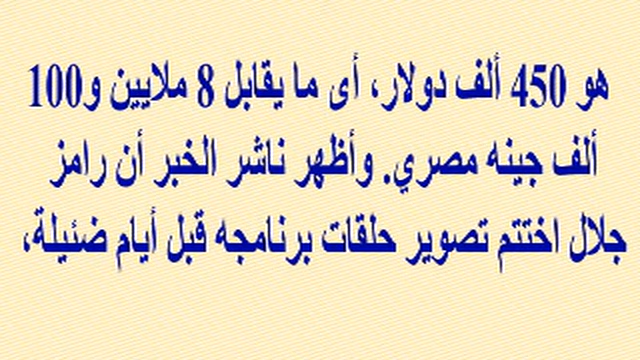 هو 450 ألف دولار، أى ما يقابل 8 ملايين و100
ألف جينه مصري. وأظهر ناشر الخبر أن رامز
جلال اختتم تصوير حلقات برنامجه قبل أيام ضئيلة،